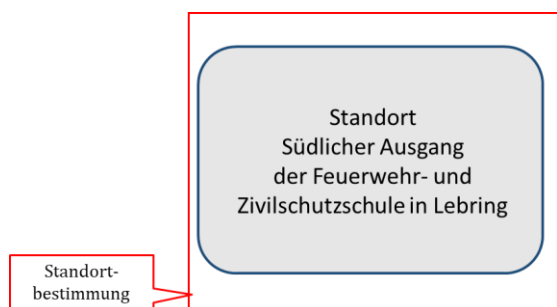 Standort
Südlicher Ausgang
der Feuerwehr- und
Zivilschutzschule in Lebring
Standort-
bestimmung